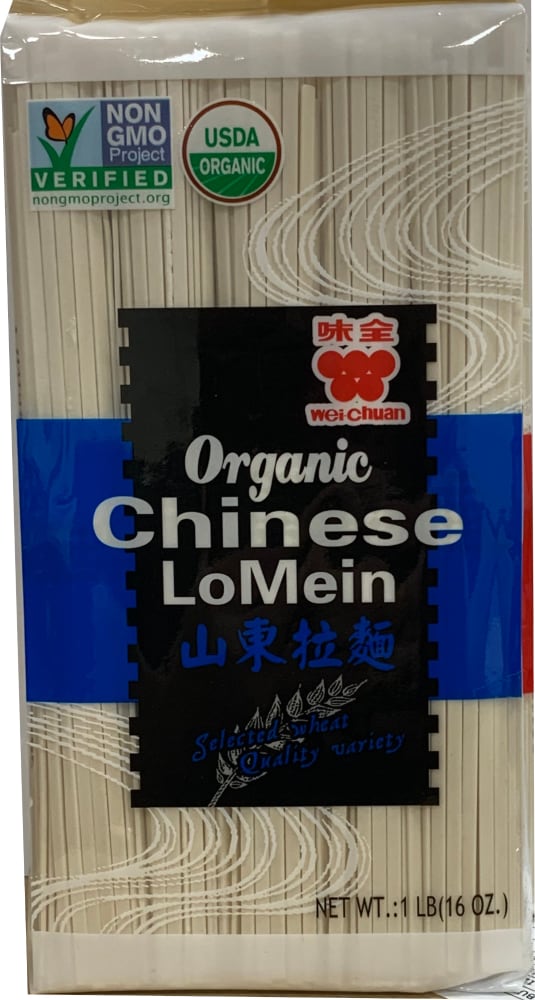 NON
GMO
Project
VERIFIED
nongmoproject.org
USDA
ORGANIC
味全
wei-chuan
Organic
Chinese
LoMein
山東拉麵
Selected wheat
Quality variety
NET WT.:1 LB(16 OZ.)